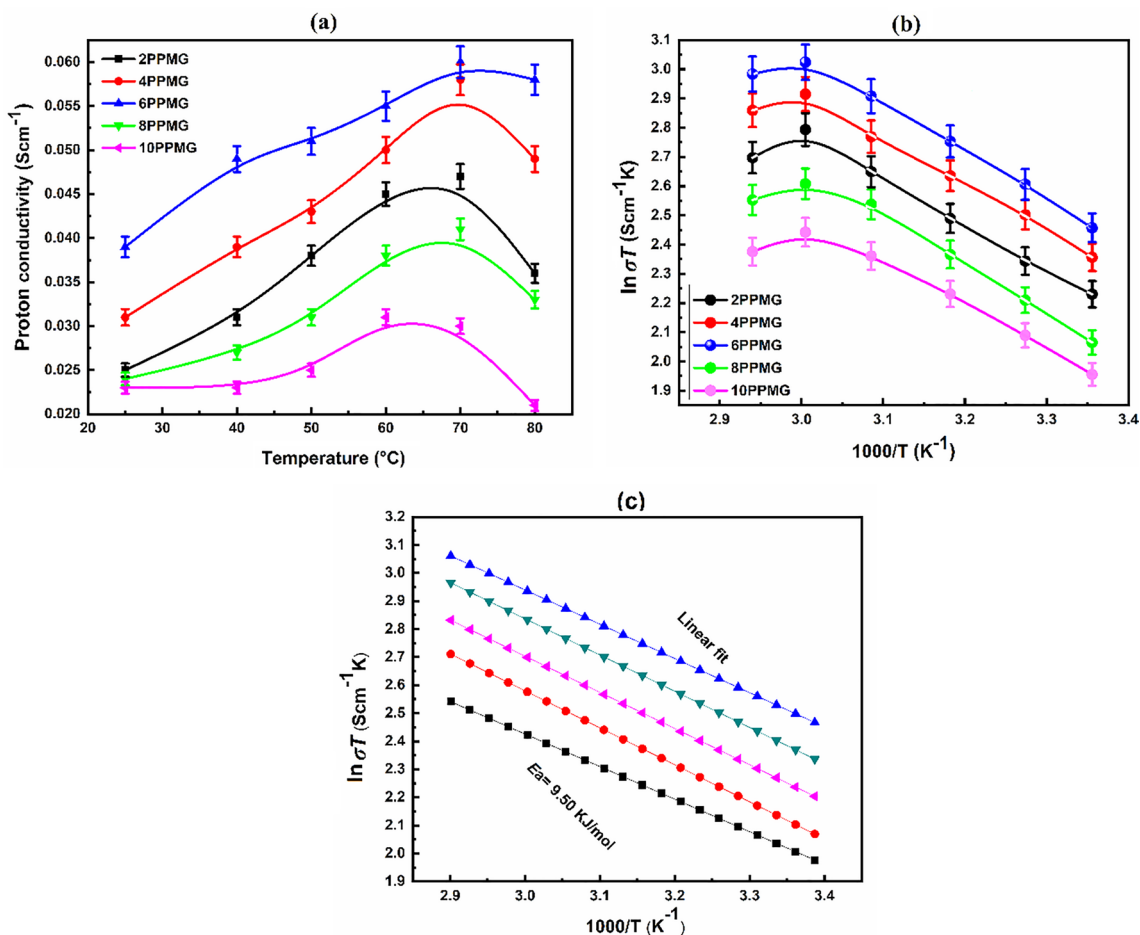 (a)
Proton conductivity (Scm⁻¹)
0.060
0.055
0.050
0.045
0.040
0.035
0.030
0.025
0.020
2PPMG
4PPMG
6PPMG
8PPMG
10PPMG
20 30 40 50 60 70 80
Temperature (°C)
(b)
ln σT (Scm⁻¹K)
3.1
3.0
2.9
2.8
2.7
2.6
2.5
2.4
2.3
2.2
2.1
2.0
1.9
2PPMG
4PPMG
6PPMG
8PPMG
10PPMG
2.9 3.0 3.1 3.2 3.3 3.4
1000/T (K⁻¹)
(c)
ln σT (Scm⁻¹K)
3.2
3.1
3.0
2.9
2.8
2.7
2.6
2.5
2.4
2.3
2.2
2.1
2.0
1.9
Linear fit
Ea= 9.50 KJ/mol
2.9 3.0 3.1 3.2 3.3 3.4
1000/T (K⁻¹)